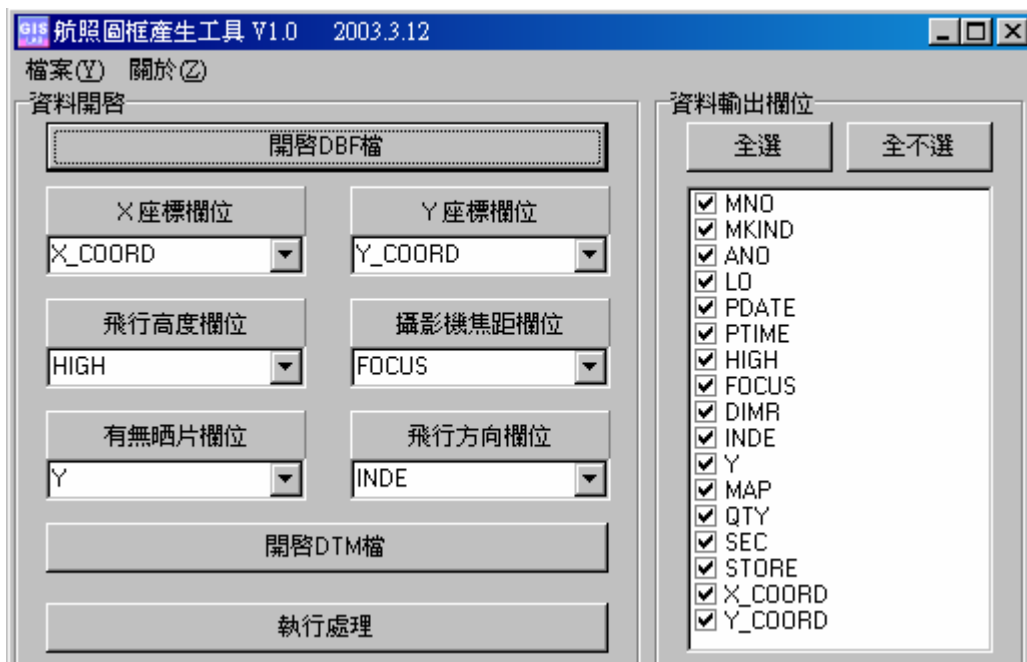 GIS 航照圖框產生工具 V1.0 2003.3.12
檔案(Y) 關於(Z)
資料開啓
開啓DBF檔
X座標欄位 Y座標欄位
X_COORD Y_COORD
飛行高度欄位 攝影機焦距欄位
HIGH FOCUS
有無晒片欄位 飛行方向欄位
Y INDE
開啓DTM檔
執行處理
資料輸出欄位
全選 全不選
MNO
MKIND
ANO
LO
PDATE
PTIME
HIGH
FOCUS
DIMR
INDE
Y
MAP
QTY
SEC
STORE
X_COORD
Y_COORD